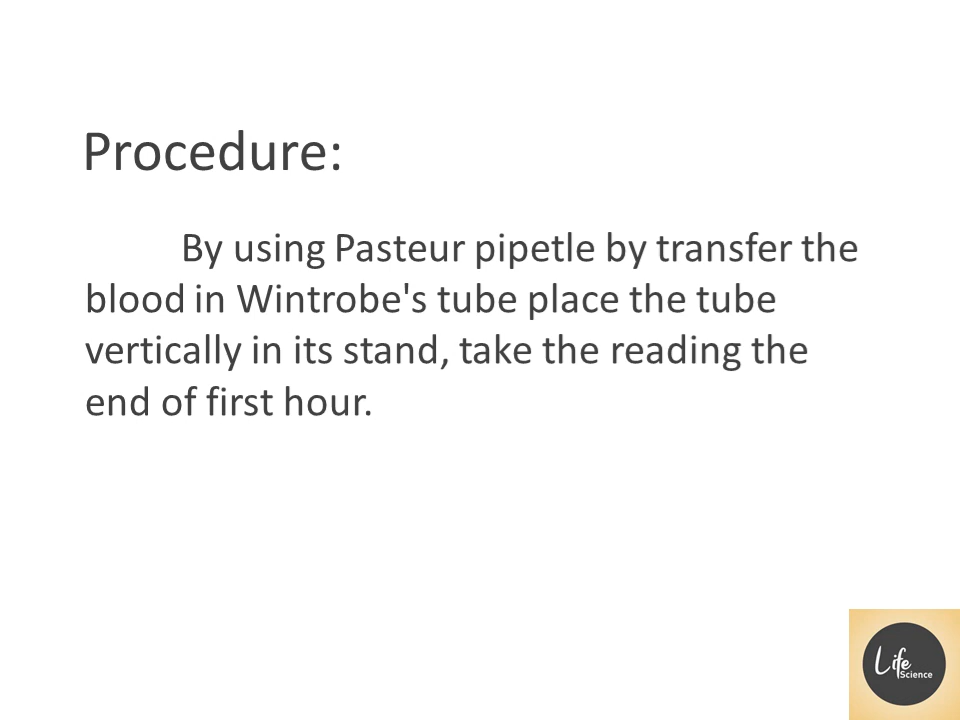 Procedure:
By using Pasteur pipetle by transfer the
blood in Wintrobe's tube place the tube
vertically in its stand, take the reading the
end of first hour.
Life
Science